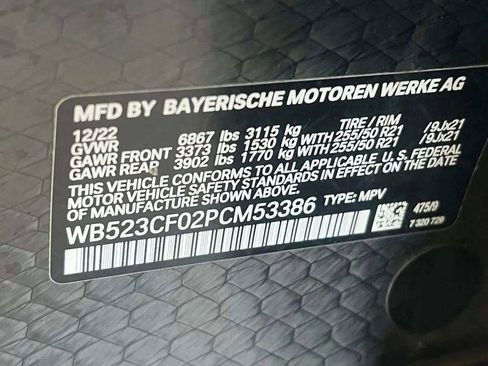 MFD BY BAYERISCHE MOTOREN WERKE AG
12/22 TIRE / RIM
GVWR 6867 lbs 3115 kg
GAWR FRONT 3373 lbs 1530 kg WITH 255/50 R21 /9Jx21
GAWR REAR 3902 lbs 1770 kg WITH 255/50 R21 /9Jx21
THIS VEHICLE CONFORMS TO ALL APPLICABLE U.S. FEDERAL
MOTOR VEHICLE SAFETY STANDARDS IN EFFECT ON THE DATE
OF MANUFACTURE SHOWN ABOVE.
WB523CF02PCM53386 TYPE: MPV
475/9
7 320 729